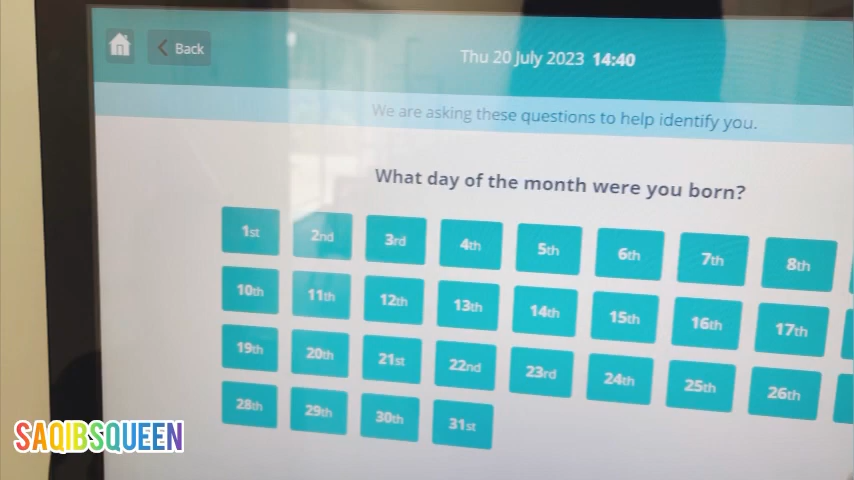 Back
Thu 20 July 2023 14:40
We are asking these questions to help identify you.
What day of the month were you born?
1st 2nd 3rd 4th 5th 6th 7th 8th
10th 11th 12th 13th 14th 15th 16th 17th
19th 20th 21st 22nd 23rd 24th 25th 26th
28th 29th 30th 31st
SAQIBSQUEEN